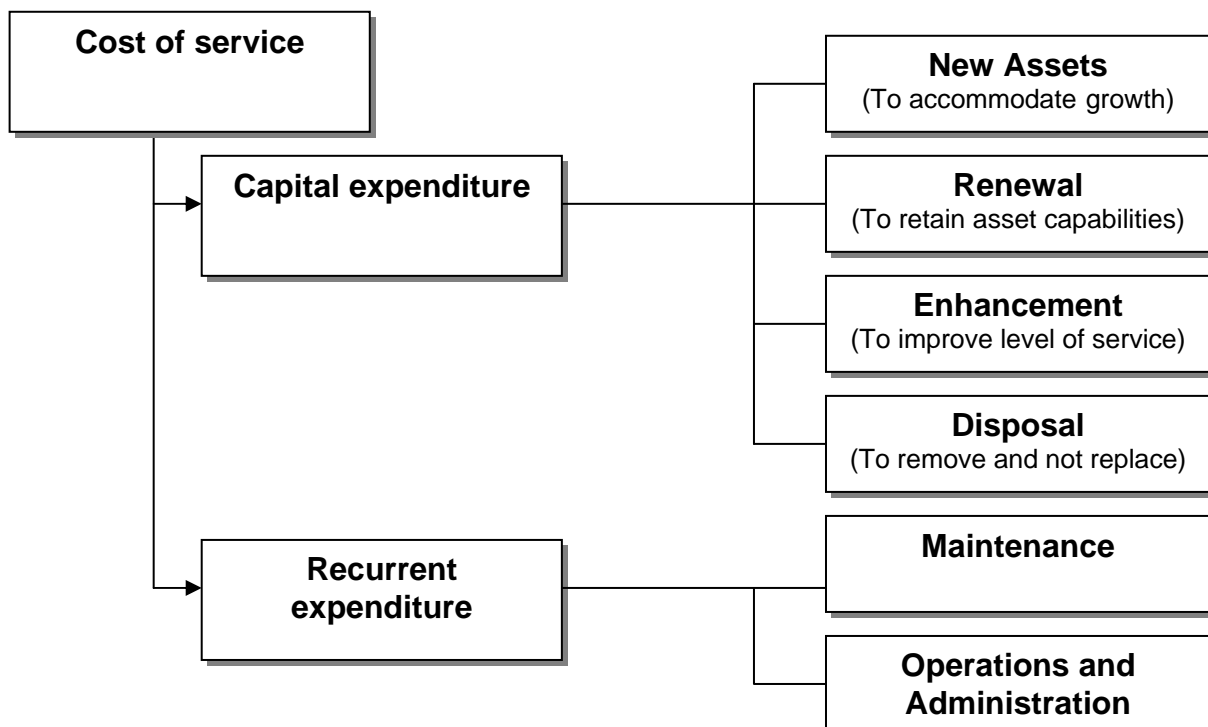 Cost of service
Capital expenditure
New Assets
(To accommodate growth)
Renewal
(To retain asset capabilities)
Enhancement
(To improve level of service)
Disposal
(To remove and not replace)
Recurrent
expenditure
Maintenance
Operations and
Administration